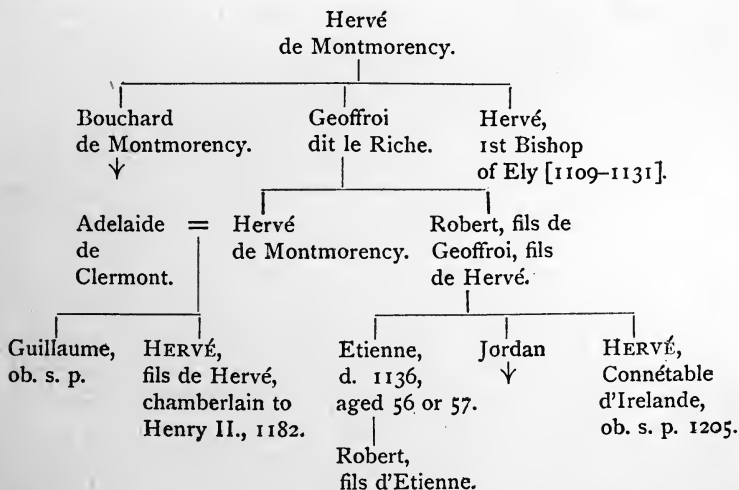 Hervé
de Montmorency.
Bouchard
de Montmorency.
Geoffroi
dit le Riche.
Hervé,
1st Bishop
of Ely [1109–1131].
Adelaide
de
Clermont.
=
Hervé
de Montmorency.
Robert, fils de
Geoffroi, fils
de Hervé.
Guillaume,
ob. s. p.
HERVÉ,
fils de Hervé,
chamberlain to
Henry II., 1182.
Etienne,
d. 1136,
aged 56 or 57.
Jordan
HERVÉ,
Connétable
d'Irelande,
ob. s. p. 1205.
Robert,
fils d'Etienne.